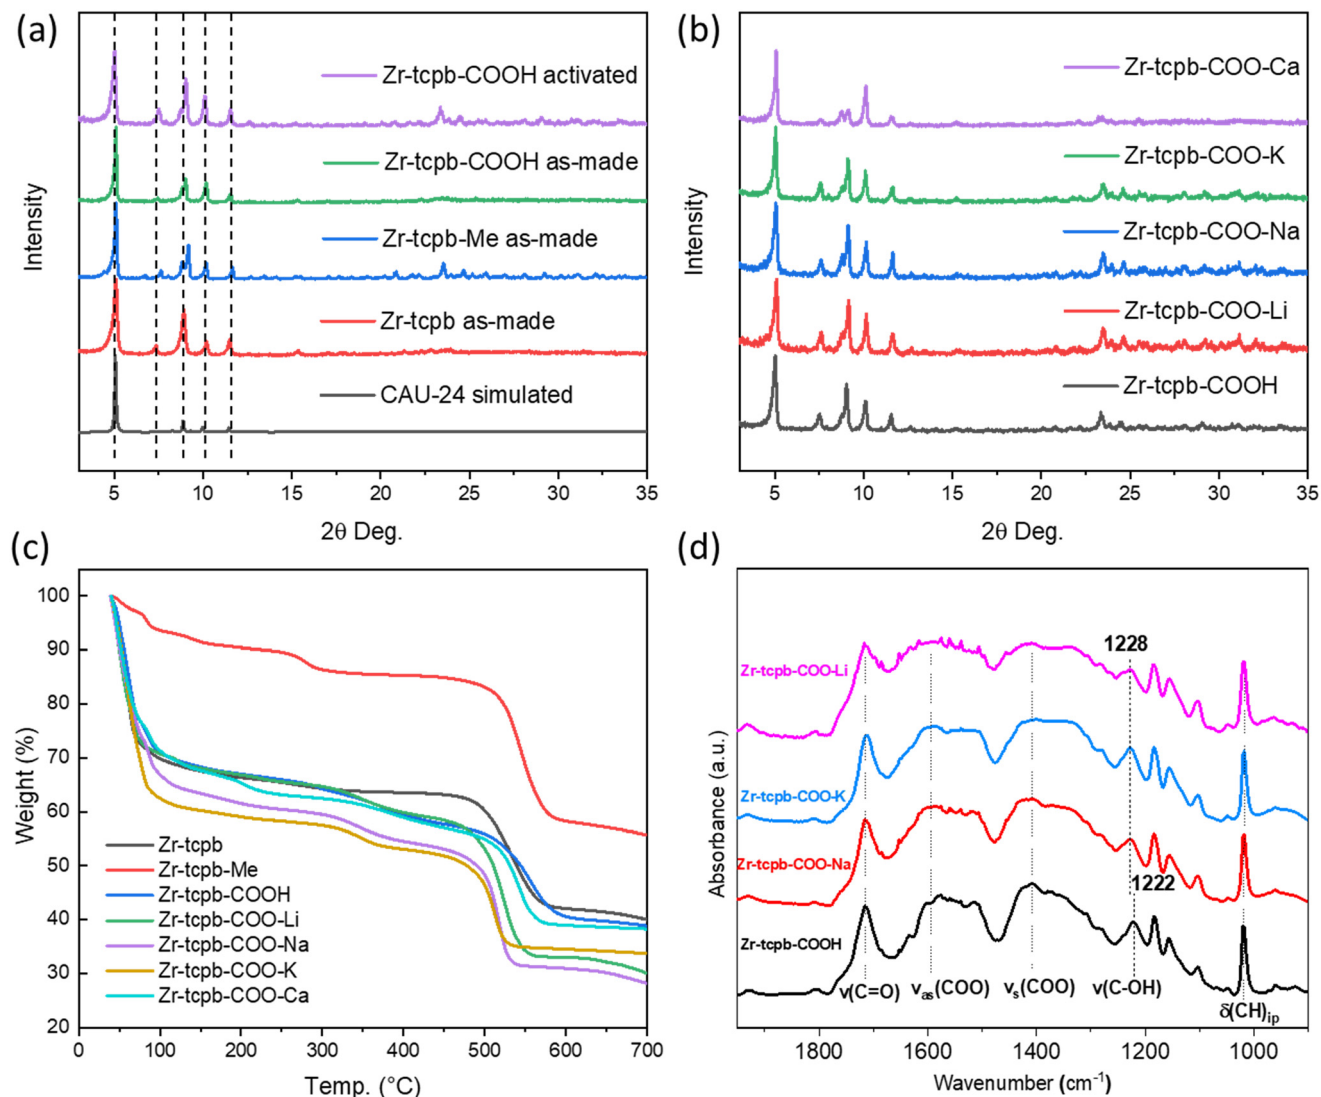 (a)
Zr-tcpb-COOH activated
Zr-tcpb-COOH as-made
Zr-tcpb-Me as-made
Zr-tcpb as-made
CAU-24 simulated
Intensity
5 10 15 20 25 30 35
2θ Deg.
(b)
Zr-tcpb-COO-Ca
Zr-tcpb-COO-K
Zr-tcpb-COO-Na
Zr-tcpb-COO-Li
Zr-tcpb-COOH
Intensity
5 10 15 20 25 30 35
2θ Deg.
(c)
100
90
80
70
60
50
40
30
20
Weight (%)
Zr-tcpb
Zr-tcpb-Me
Zr-tcpb-COOH
Zr-tcpb-COO-Li
Zr-tcpb-COO-Na
Zr-tcpb-COO-K
Zr-tcpb-COO-Ca
0 100 200 300 400 500 600 700
Temp. (°C)
(d)
Absorbance (a.u.)
1228
Zr-tcpb-COO-Li
Zr-tcpb-COO-K
Zr-tcpb-COO-Na
1222
Zr-tcpb-COOH
ν(C=O) νas(COO) νs(COO) ν(C-OH)
δ(CH)ip
1800 1600 1400 1200 1000
Wavenumber (cm-1)